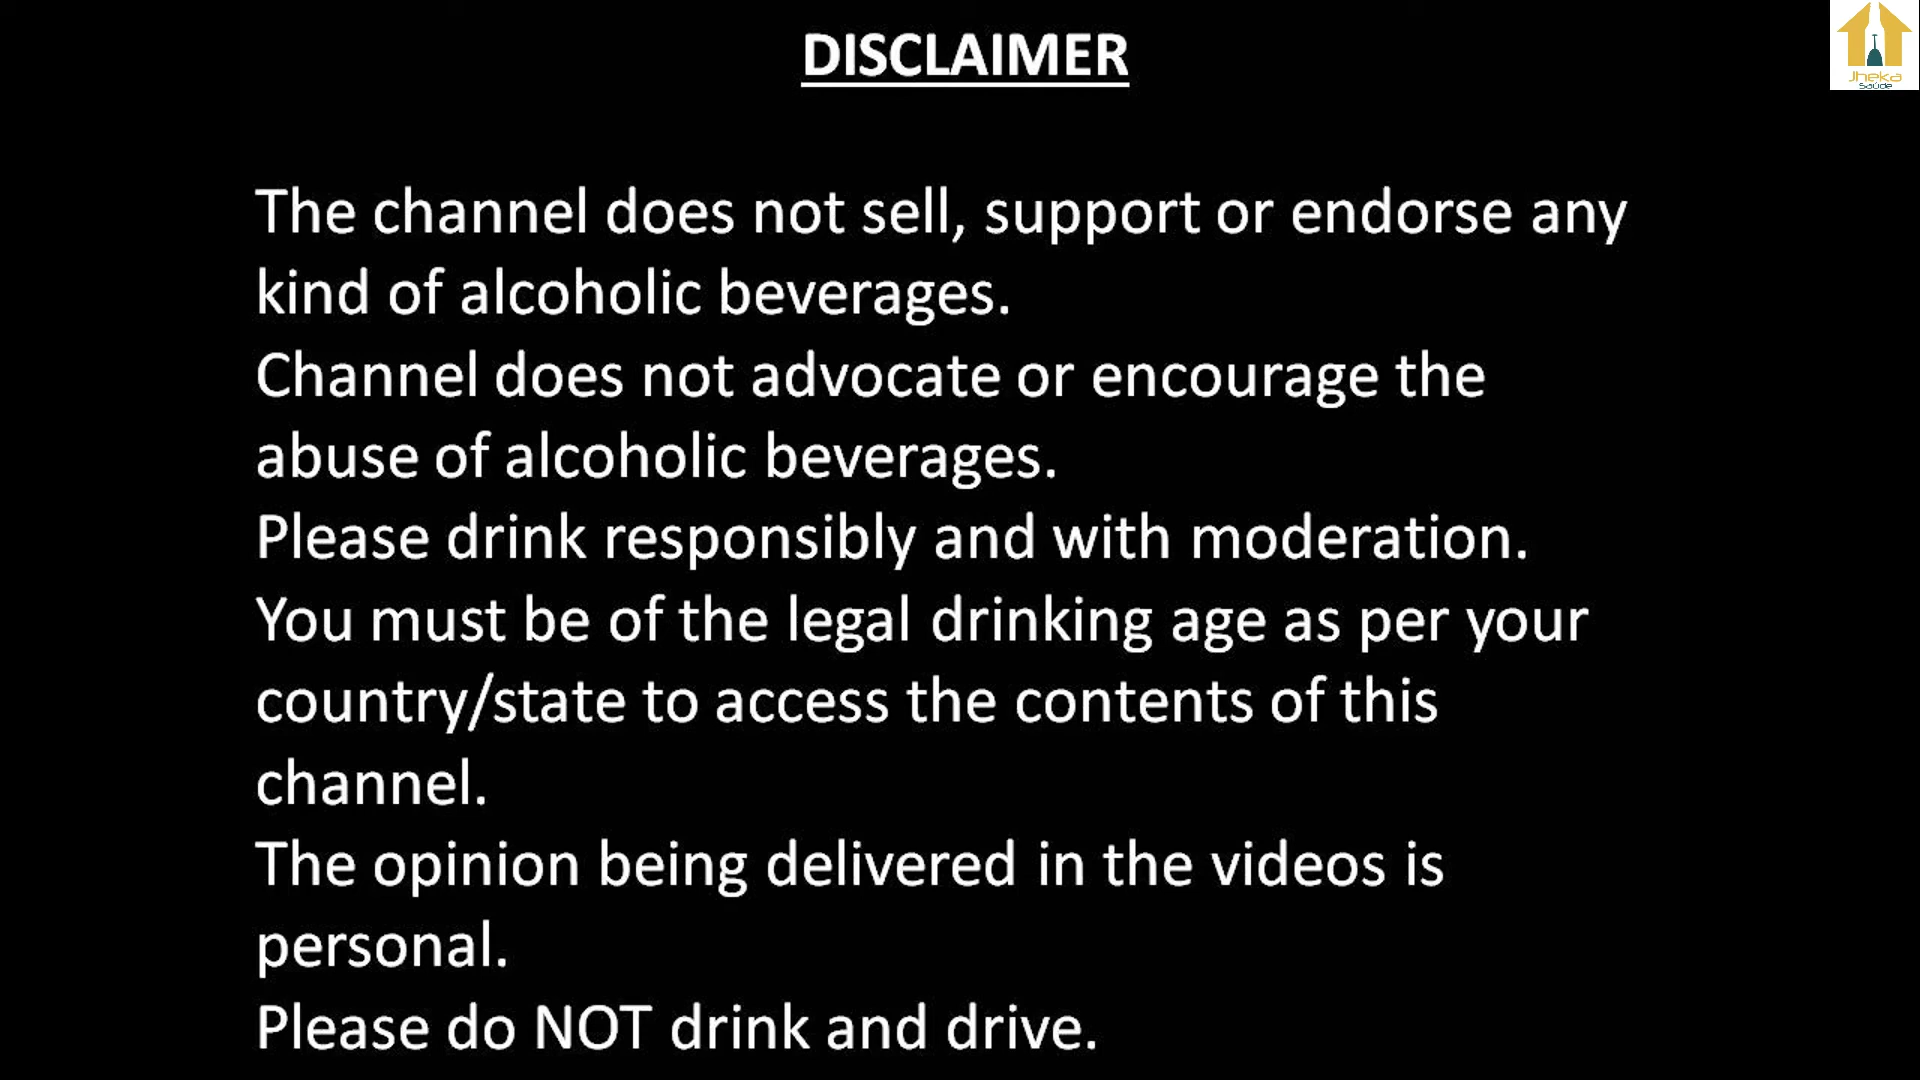 DISCLAIMER
Jheka
Saúde
The channel does not sell, support or endorse any
kind of alcoholic beverages.
Channel does not advocate or encourage the
abuse of alcoholic beverages.
Please drink responsibly and with moderation.
You must be of the legal drinking age as per your
country/state to access the contents of this
channel.
The opinion being delivered in the videos is
personal.
Please do NOT drink and drive.